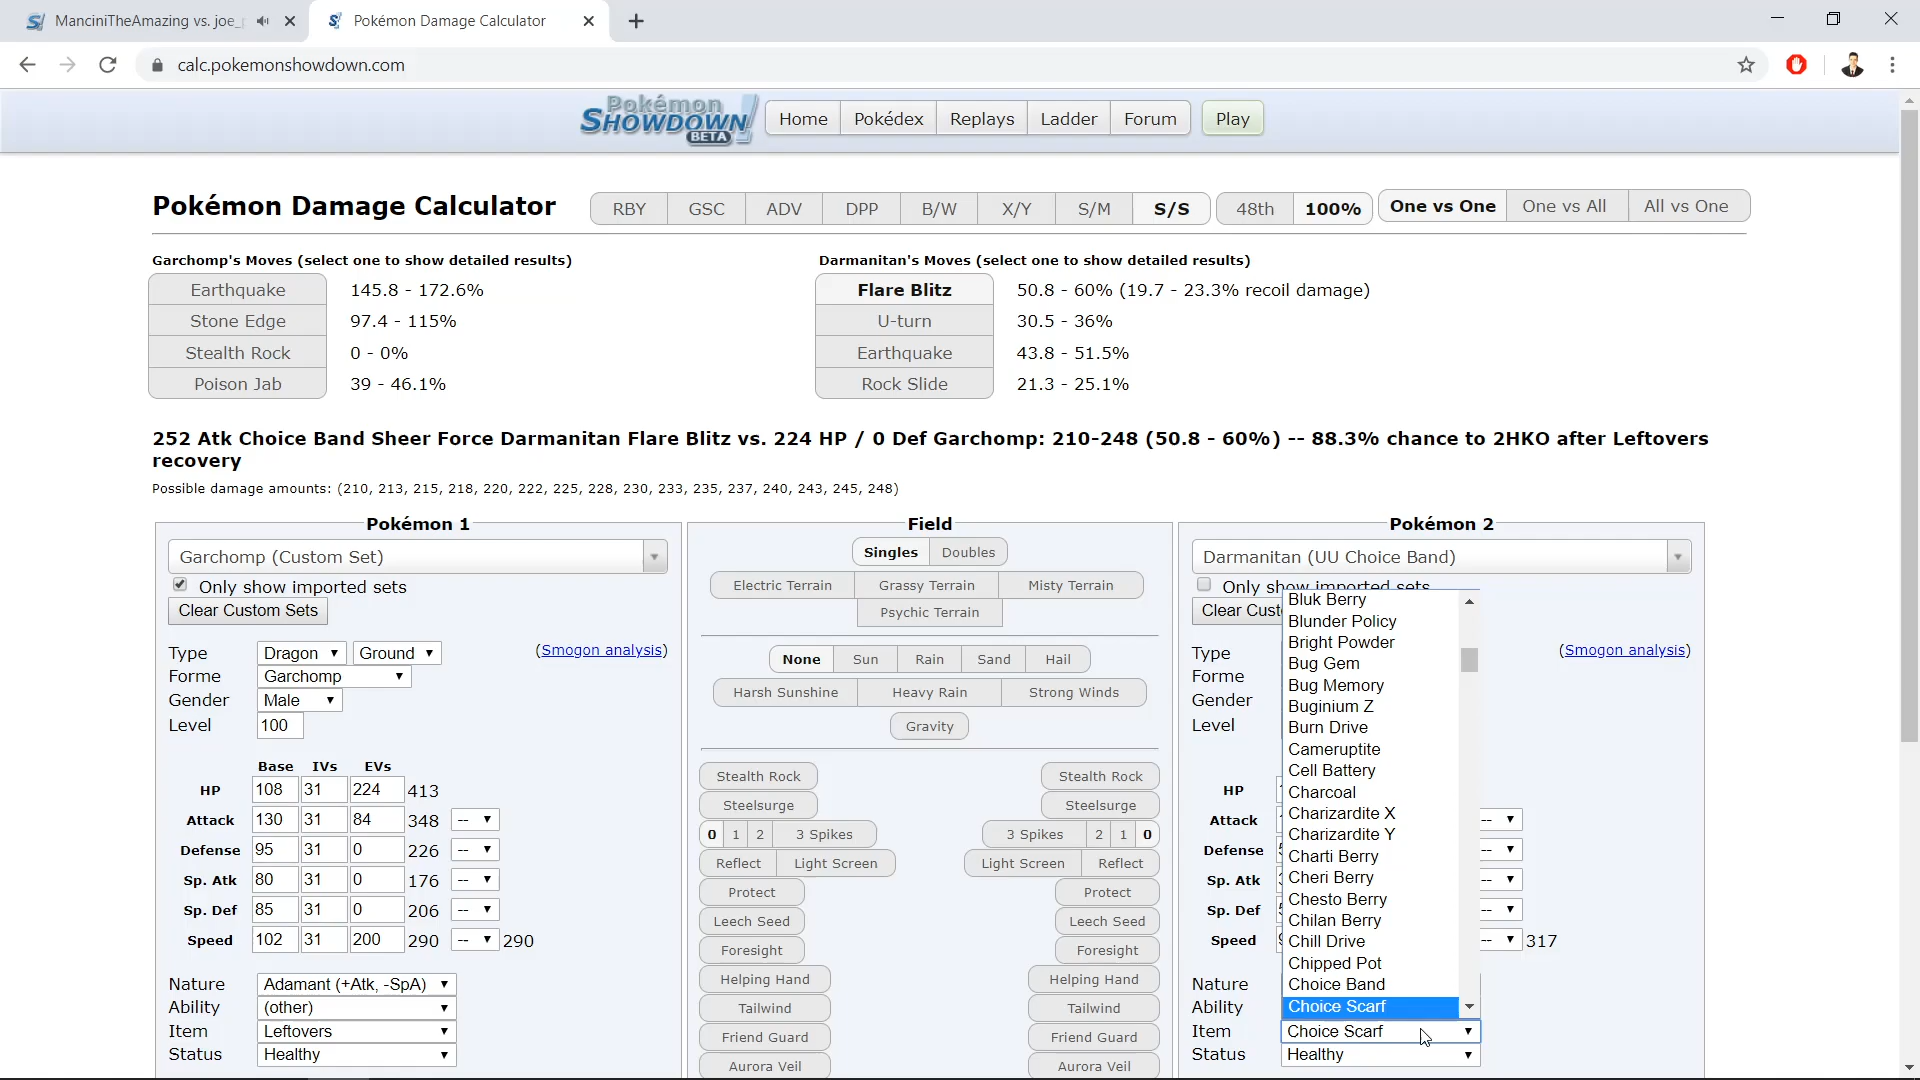 ManciniTheAmazing vs. joe_
Pokémon Damage Calculator
calc.pokemonshowdown.com
Pokémon
SHOWDOWN!
BETA
Home
Pokédex
Replays
Ladder
Forum
Play
Pokémon Damage Calculator
RBY
GSC
ADV
DPP
B/W
X/Y
S/M
S/S
48th
100%
One vs One
One vs All
All vs One
Garchomp's Moves (select one to show detailed results)
Earthquake 145.8 - 172.6%
Stone Edge 97.4 - 115%
Stealth Rock 0 - 0%
Poison Jab 39 - 46.1%
Darmanitan's Moves (select one to show detailed results)
Flare Blitz 50.8 - 60% (19.7 - 23.3% recoil damage)
U-turn 30.5 - 36%
Earthquake 43.8 - 51.5%
Rock Slide 21.3 - 25.1%
252 Atk Choice Band Sheer Force Darmanitan Flare Blitz vs. 224 HP / 0 Def Garchomp: 210-248 (50.8 - 60%) -- 88.3% chance to 2HKO after Leftovers
recovery
Possible damage amounts: (210, 213, 215, 218, 220, 222, 225, 228, 230, 233, 235, 237, 240, 243, 245, 248)
Pokémon 1
Garchomp (Custom Set)
Only show imported sets
Clear Custom Sets
Type Dragon Ground (Smogon analysis)
Forme Garchomp
Gender Male
Level 100
Base IVs EVs
HP 108 31 224 413
Attack 130 31 84 348 --
Defense 95 31 0 226 --
Sp. Atk 80 31 0 176 --
Sp. Def 85 31 0 206 --
Speed 102 31 200 290 -- 290
Nature Adamant (+Atk, -SpA)
Ability (other)
Item Leftovers
Status Healthy
Field
Singles Doubles
Electric Terrain Grassy Terrain Misty Terrain
Psychic Terrain
None Sun Rain Sand Hail
Harsh Sunshine Heavy Rain Strong Winds
Gravity
Stealth Rock Stealth Rock
Steelsurge Steelsurge
0 1 2 3 Spikes 3 Spikes 2 1 0
Reflect Light Screen Light Screen Reflect
Protect Protect
Leech Seed Leech Seed
Foresight Foresight
Helping Hand Helping Hand
Tailwind Tailwind
Friend Guard Friend Guard
Aurora Veil Aurora Veil
Pokémon 2
Darmanitan (UU Choice Band)
Only show imported sets
Clear Cust
Type (Smogon analysis)
Forme
Gender
Level
HP
Attack --
Defense --
Sp. Atk --
Sp. Def --
Speed -- 317
Nature
Ability
Item Choice Scarf
Status Healthy
Bluk Berry
Blunder Policy
Bright Powder
Bug Gem
Bug Memory
Buginium Z
Burn Drive
Cameruptite
Cell Battery
Charcoal
Charizardite X
Charizardite Y
Charti Berry
Cheri Berry
Chesto Berry
Chilan Berry
Chill Drive
Chipped Pot
Choice Band
Choice Scarf